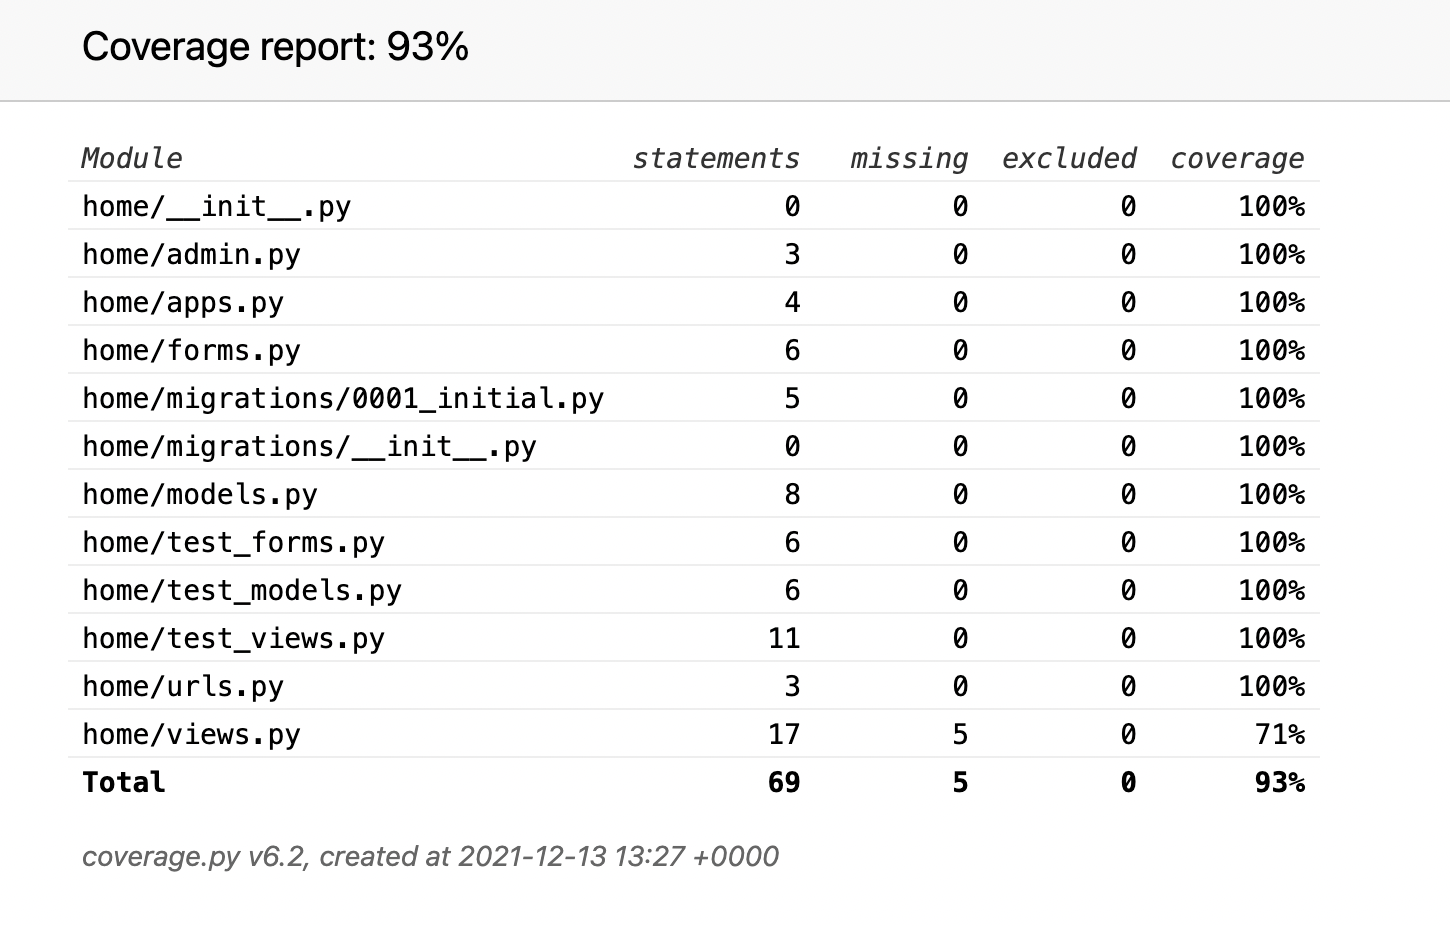 Coverage report: 93%
Module statements missing excluded coverage
home/__init__.py 0 0 0 100%
home/admin.py 3 0 0 100%
home/apps.py 4 0 0 100%
home/forms.py 6 0 0 100%
home/migrations/0001_initial.py 5 0 0 100%
home/migrations/__init__.py 0 0 0 100%
home/models.py 8 0 0 100%
home/test_forms.py 6 0 0 100%
home/test_models.py 6 0 0 100%
home/test_views.py 11 0 0 100%
home/urls.py 3 0 0 100%
home/views.py 17 5 0 71%
Total 69 5 0 93%
coverage.py v6.2, created at 2021-12-13 13:27 +0000